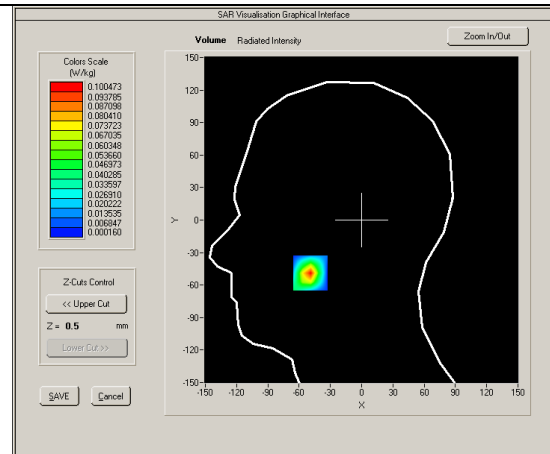 SAR Visualisation Graphical Interface
Volume Radiated Intensity
Zoom In/Out
Colors Scale
(W/kg)
0.100473
0.093785
0.087098
0.080410
0.073723
0.067035
0.060348
0.053660
0.046973
0.040285
0.033597
0.026910
0.020222
0.013535
0.006847
0.000160
Z-Cuts Control
<< Upper Cut
Z = 0.5 mm
Lower Cut >>
SAVE Cancel
150
120
90
60
30
Y 0
-30
-60
-90
-120
-150
-150 -120 -90 -60 -30 0 30 60 90 120 150
X